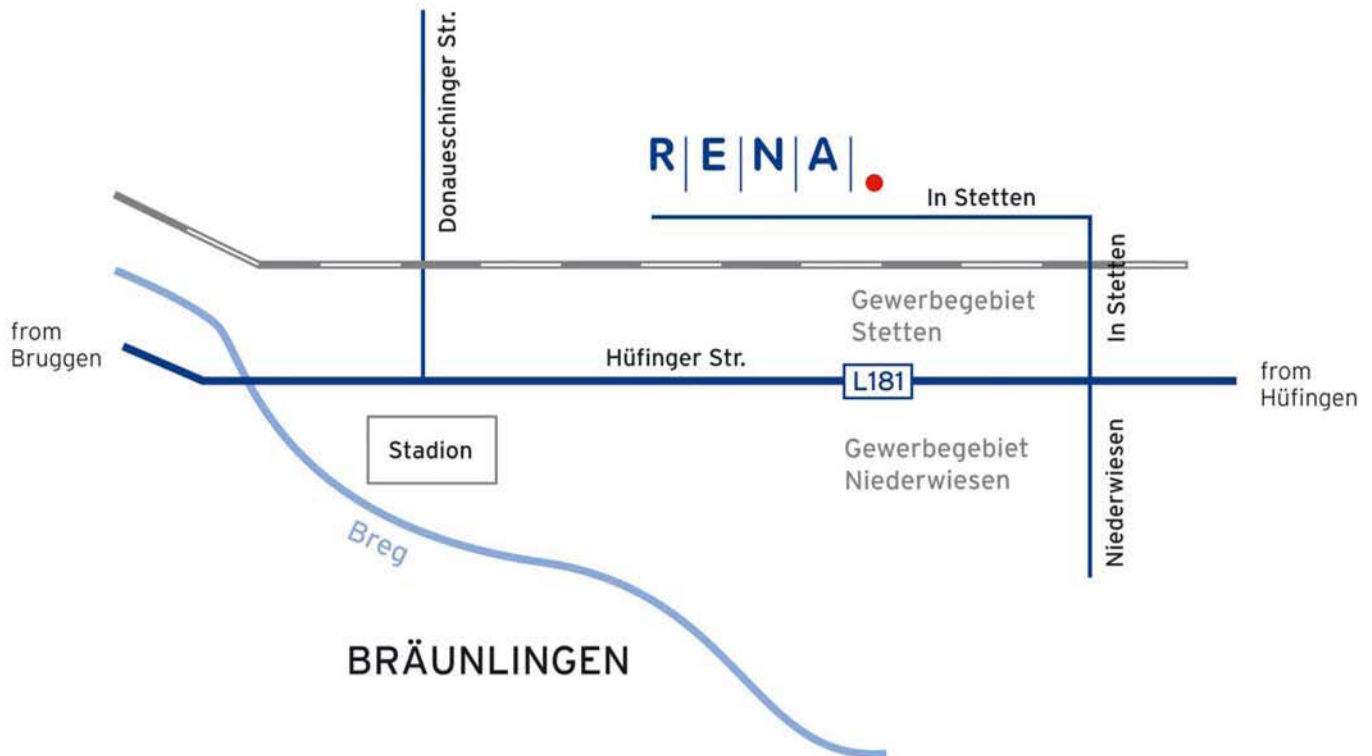 Donaueschinger Str.
R|E|N|A|
In Stetten
In Stetten
Gewerbegebiet
Stetten
from
Bruggen
Hüfinger Str.
L181
from
Hüfingen
Stadion
Gewerbegebiet
Niederwiesen
Niederwiesen
Breg
BRÄUNLINGEN